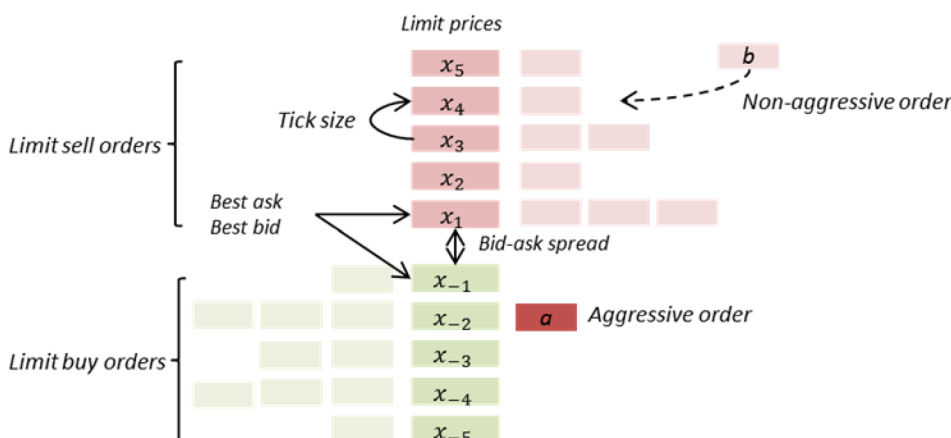 Limit prices
x₅
b
x₄
Non-aggressive order
Tick size
x₃
Limit sell orders
x₂
Best ask
Best bid
x₁
Bid-ask spread
x₋₁
x₋₂
a
Aggressive order
Limit buy orders
x₋₃
x₋₄
x₋₅